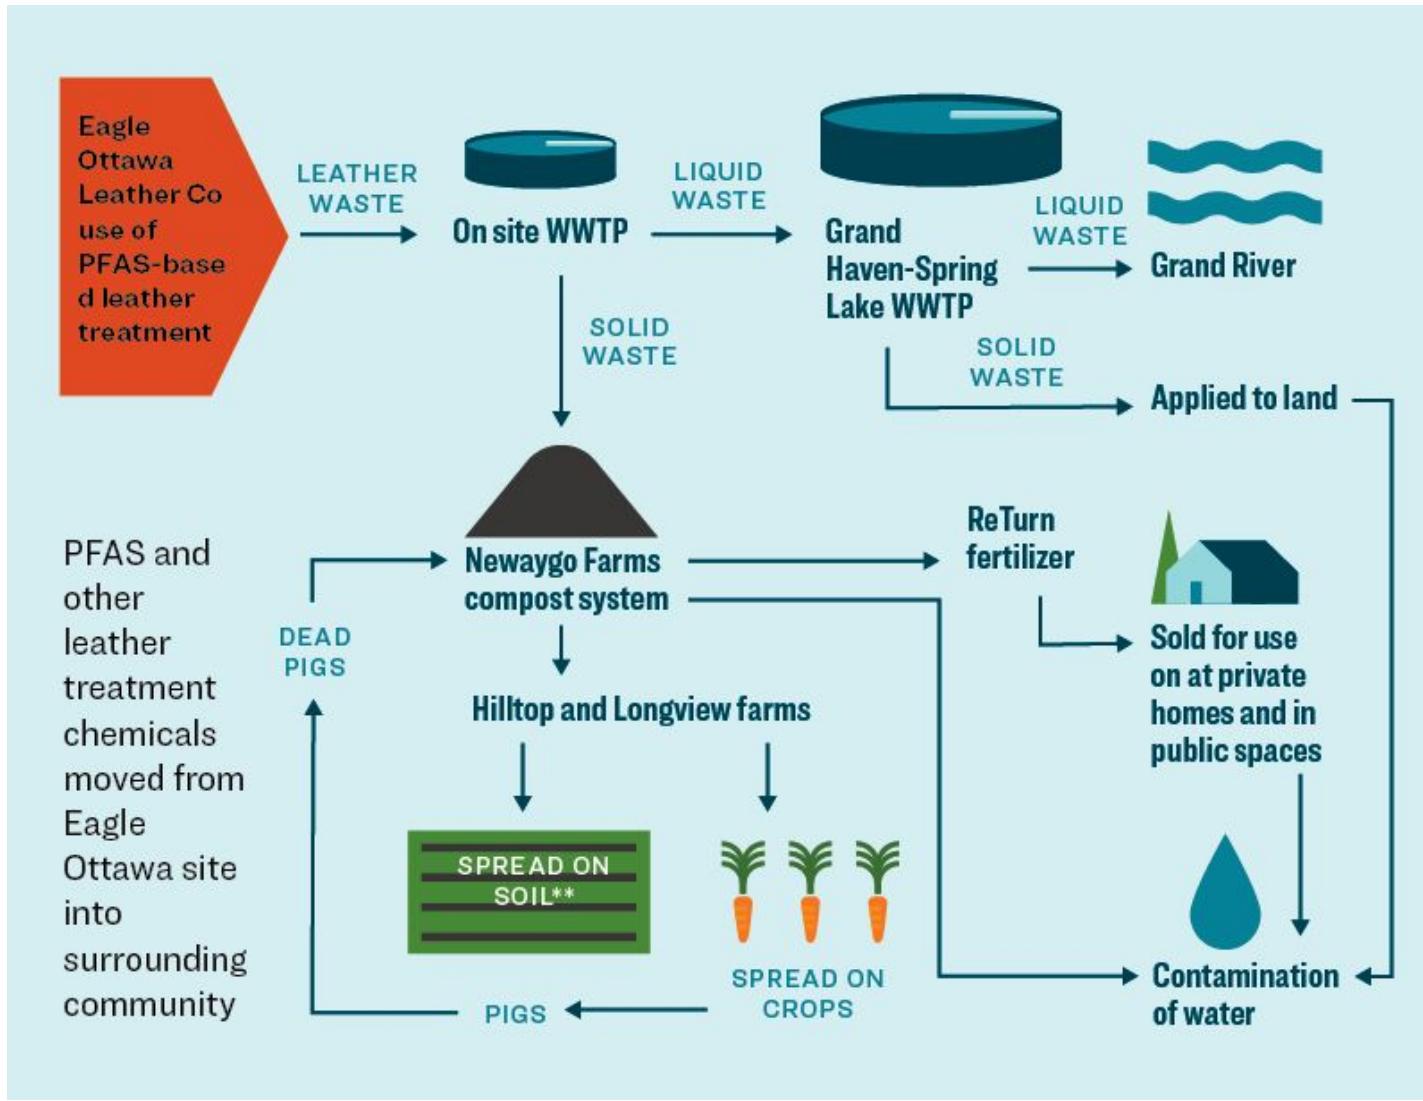 Eagle
Ottawa
Leather Co
use of
PFAS-base
d leather
treatment
LEATHER
WASTE
On site WWTP
LIQUID
WASTE
Grand
Haven-Spring
Lake WWTP
LIQUID
WASTE
Grand River
SOLID
WASTE
SOLID
WASTE
Applied to land
PFAS and
other
leather
treatment
chemicals
moved from
Eagle
Ottawa site
into
surrounding
community
DEAD
PIGS
Newaygo Farms
compost system
ReTurn
fertilizer
Sold for use
on at private
homes and in
public spaces
Hilltop and Longview farms
SPREAD ON
SOIL**
SPREAD ON
CROPS
PIGS
Contamination
of water